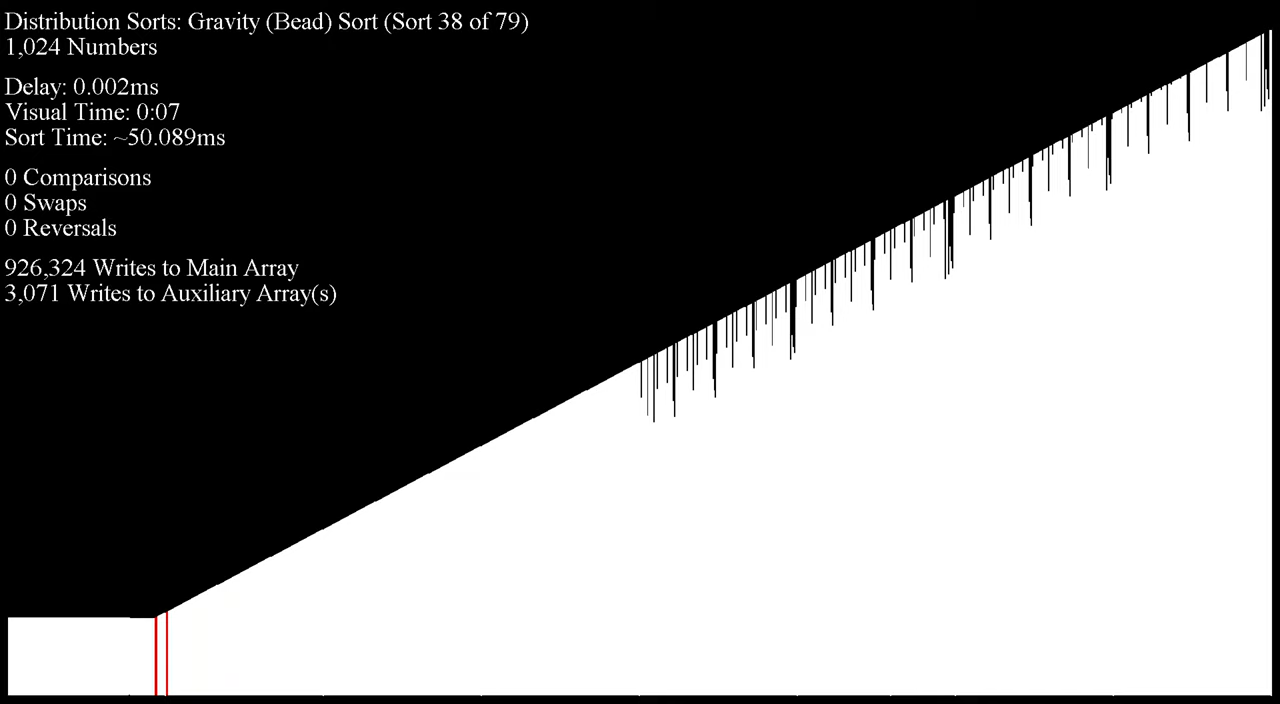 Distribution Sorts: Gravity (Bead) Sort (Sort 38 of 79)
1,024 Numbers
Delay: 0.002ms
Visual Time: 0:07
Sort Time: ~50.089ms
0 Comparisons
0 Swaps
0 Reversals
926,324 Writes to Main Array
3,071 Writes to Auxiliary Array(s)